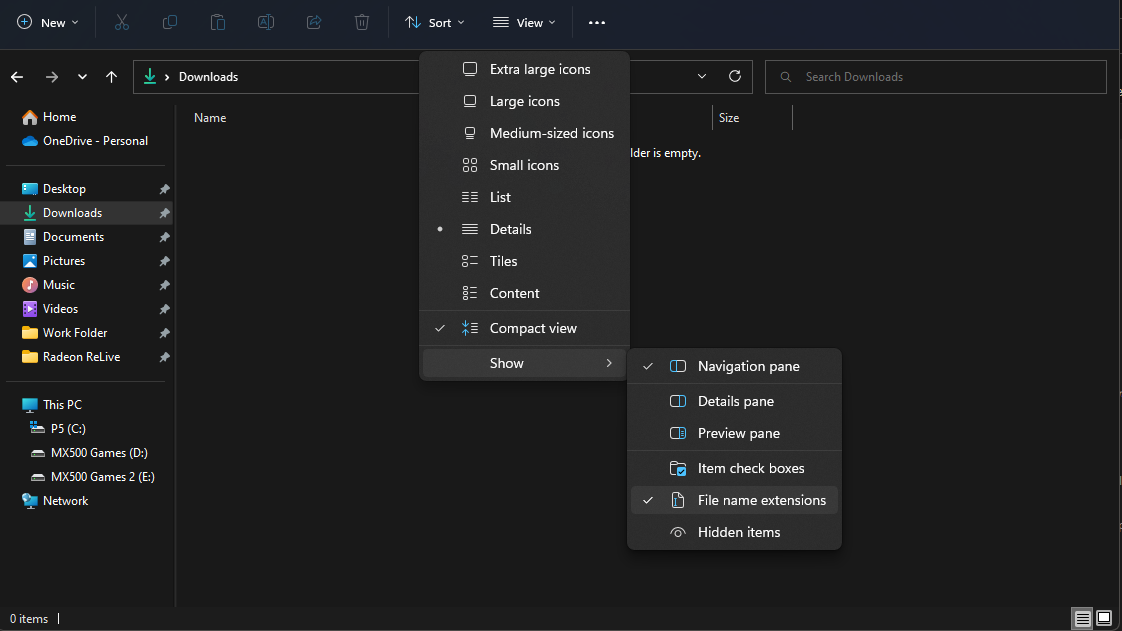 New
Sort
View
Downloads
Search Downloads
Home
OneDrive - Personal
Desktop
Downloads
Documents
Pictures
Music
Videos
Work Folder
Radeon ReLive
This PC
P5 (C:)
MX500 Games (D:)
MX500 Games 2 (E:)
Network
Name
Size
lder is empty.
Extra large icons
Large icons
Medium-sized icons
Small icons
List
Details
Tiles
Content
Compact view
Show
Navigation pane
Details pane
Preview pane
Item check boxes
File name extensions
Hidden items
0 items